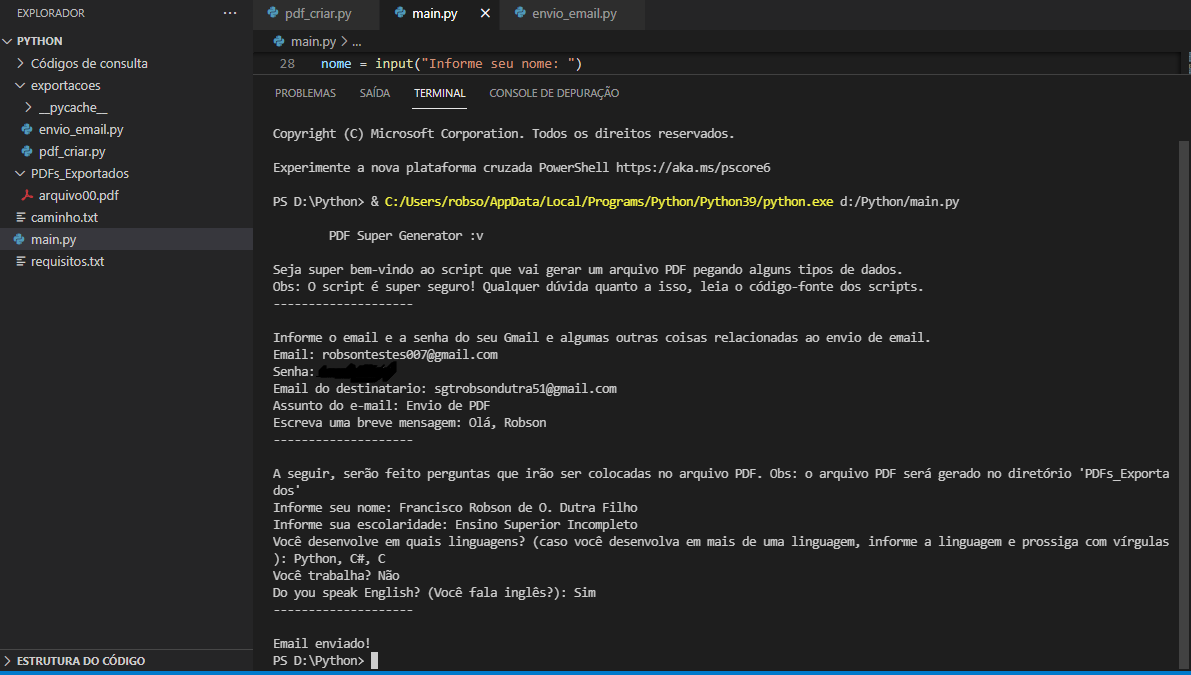 EXPLORADOR
···
pdf_criar.py
main.py
envio_email.py
PYTHON
Códigos de consulta
exportacoes
__pycache__
envio_email.py
pdf_criar.py
PDFs_Exportados
arquivo00.pdf
caminho.txt
main.py
requisitos.txt
ESTRUTURA DO CÓDIGO
main.py > ...
28 nome = input("Informe seu nome: ")
PROBLEMAS SAÍDA TERMINAL CONSOLE DE DEPURAÇÃO
Copyright (C) Microsoft Corporation. Todos os direitos reservados.
Experimente a nova plataforma cruzada PowerShell https://aka.ms/pscore6
PS D:\Python> & C:/Users/robso/AppData/Local/Programs/Python/Python39/python.exe d:/Python/main.py
PDF Super Generator :v
Seja super bem-vindo ao script que vai gerar um arquivo PDF pegando alguns tipos de dados.
Obs: O script é super seguro! Qualquer dúvida quanto a isso, leia o código-fonte dos scripts.
--------------------
Informe o email e a senha do seu Gmail e algumas outras coisas relacionadas ao envio de email.
Email: robsontestes007@gmail.com
Senha:
Email do destinatario: sgtrobsondutra51@gmail.com
Assunto do e-mail: Envio de PDF
Escreva uma breve mensagem: Olá, Robson
--------------------
A seguir, serão feito perguntas que irão ser colocadas no arquivo PDF. Obs: o arquivo PDF será gerado no diretório 'PDFs_Exporta
dos'
Informe seu nome: Francisco Robson de O. Dutra Filho
Informe sua escolaridade: Ensino Superior Incompleto
Você desenvolve em quais linguagens? (caso você desenvolva em mais de uma linguagem, informe a linguagem e prossiga com vírgulas
): Python, C#, C
Você trabalha? Não
Do you speak English? (Você fala inglês?): Sim
--------------------
Email enviado!
PS D:\Python>